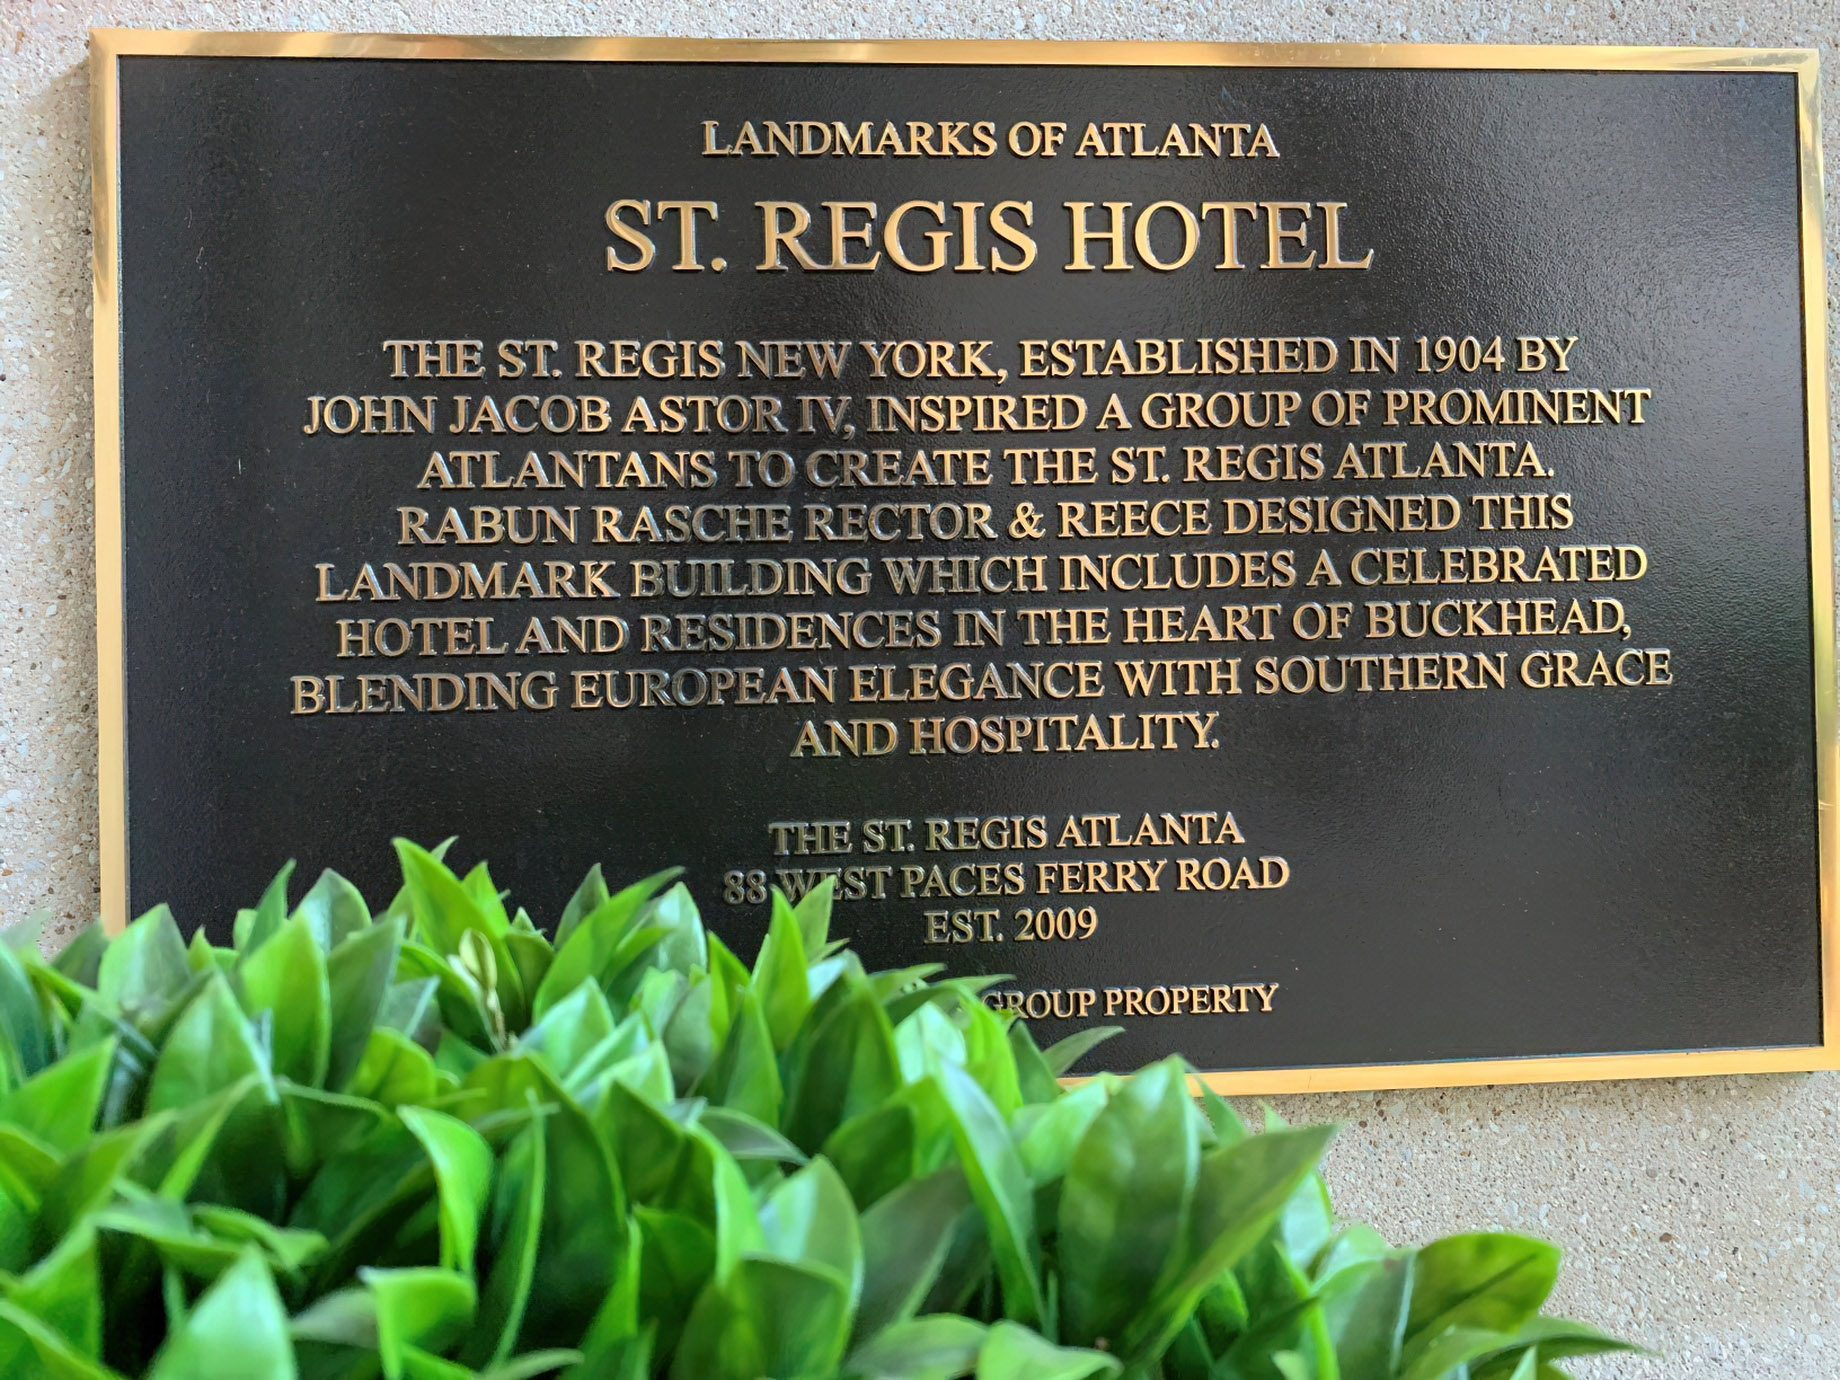 LANDMARKS OF ATLANTA
ST. REGIS HOTEL
THE ST. REGIS NEW YORK, ESTABLISHED IN 1904 BY
JOHN JACOB ASTOR IV, INSPIRED A GROUP OF PROMINENT
ATLANTANS TO CREATE THE ST. REGIS ATLANTA.
RABUN RASCHE RECTOR & REECE DESIGNED THIS
LANDMARK BUILDING WHICH INCLUDES A CELEBRATED
HOTEL AND RESIDENCES IN THE HEART OF BUCKHEAD,
BLENDING EUROPEAN ELEGANCE WITH SOUTHERN GRACE
AND HOSPITALITY.
THE ST. REGIS ATLANTA
88 WEST PACES FERRY ROAD
EST. 2009
GROUP PROPERTY